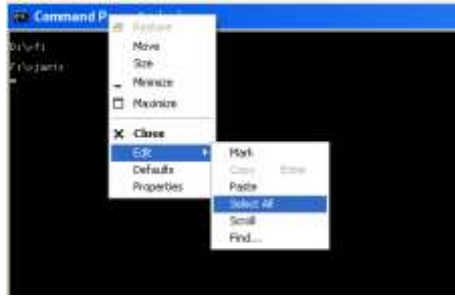 Command P
Restore
Move
Size
Minimize
Maximize
Close
Edit
Defaults
Properties
Mark
Copy Enter
Paste
Select All
Scroll
Find...